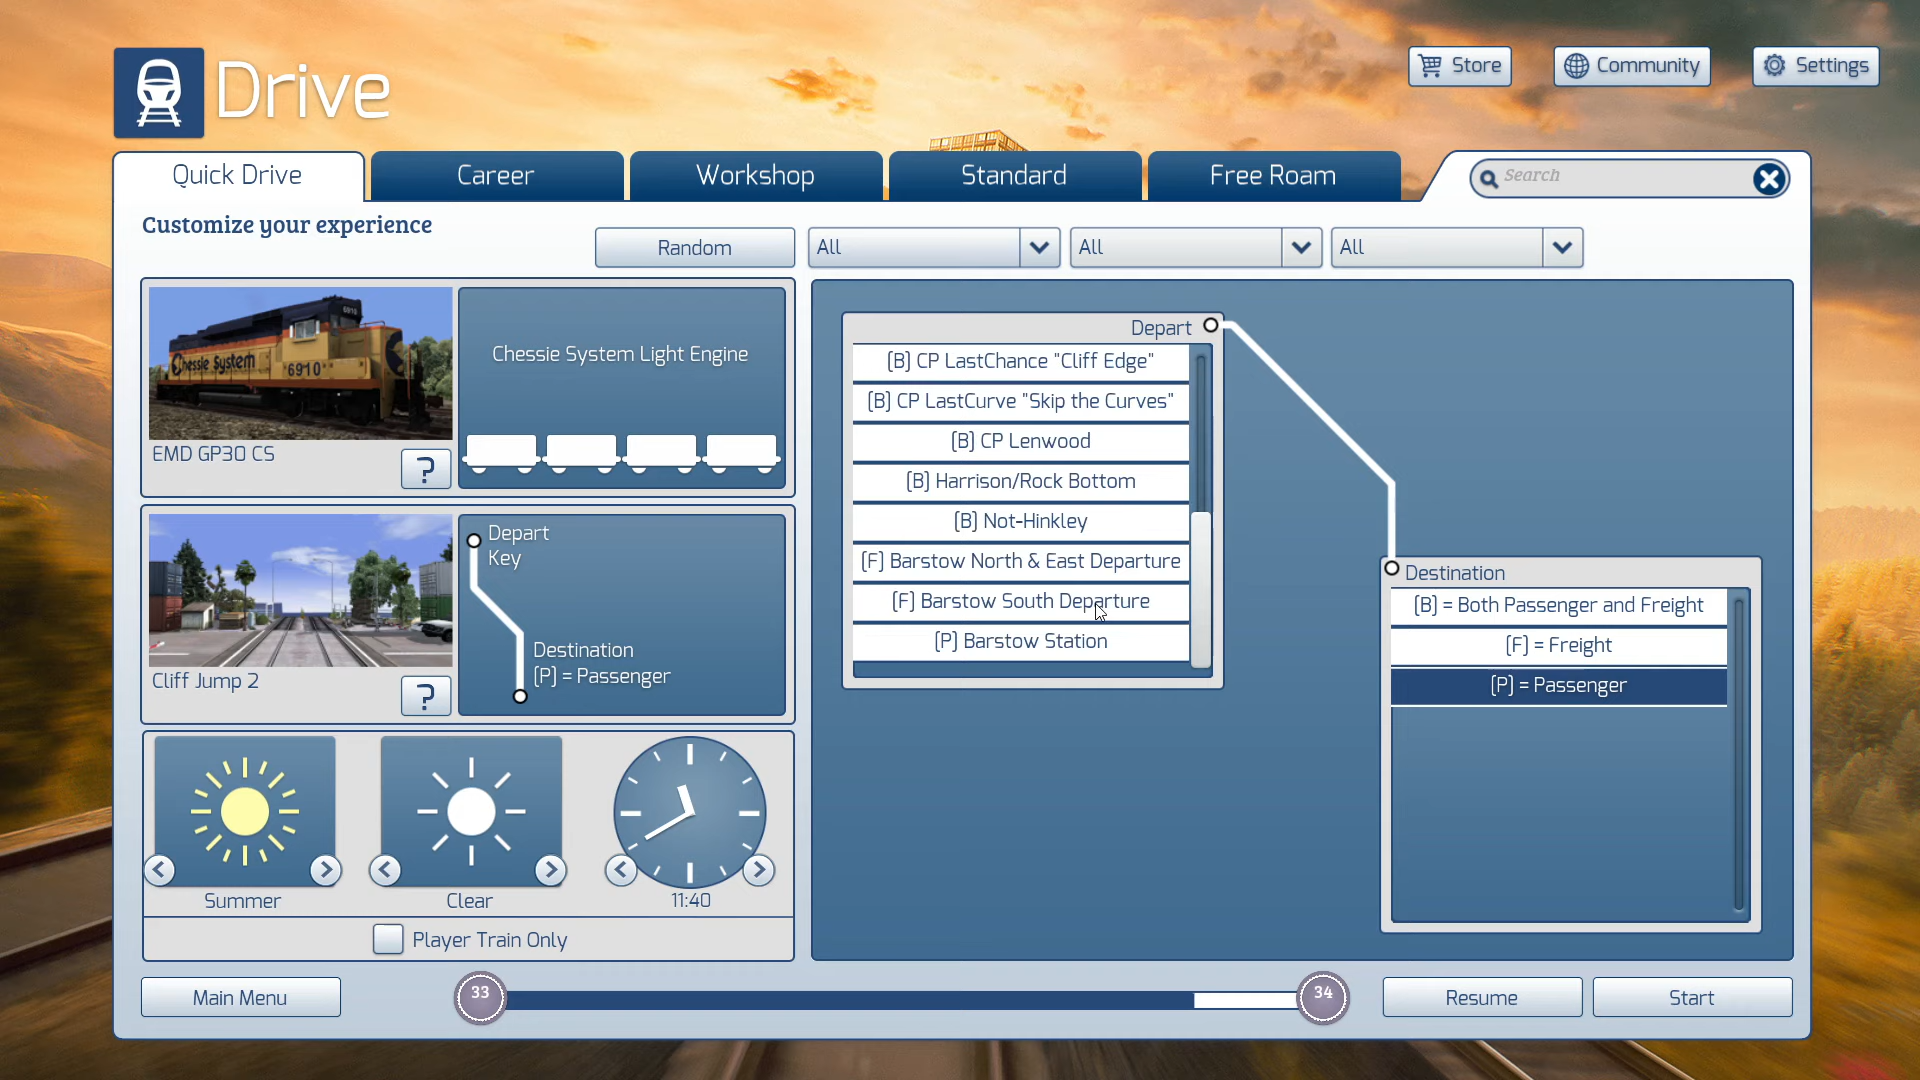 Drive
Store
Community
Settings
Quick Drive
Career
Workshop
Standard
Free Roam
Search
Customize your experience
Random
All
All
All
Chessie System
6910
6910
EMD GP30 CS
?
Chessie System Light Engine
Cliff Jump 2
?
Depart
Key
Destination
[P] = Passenger
Summer
Clear
11:40
Player Train Only
Depart
[B] CP LastChance "Cliff Edge"
[B] CP LastCurve "Skip the Curves"
[B] CP Lenwood
[B] Harrison/Rock Bottom
[B] Not-Hinkley
[F] Barstow North & East Departure
[F] Barstow South Departure
[P] Barstow Station
Destination
[B] = Both Passenger and Freight
[F] = Freight
[P] = Passenger
Main Menu
33
34
Resume
Start